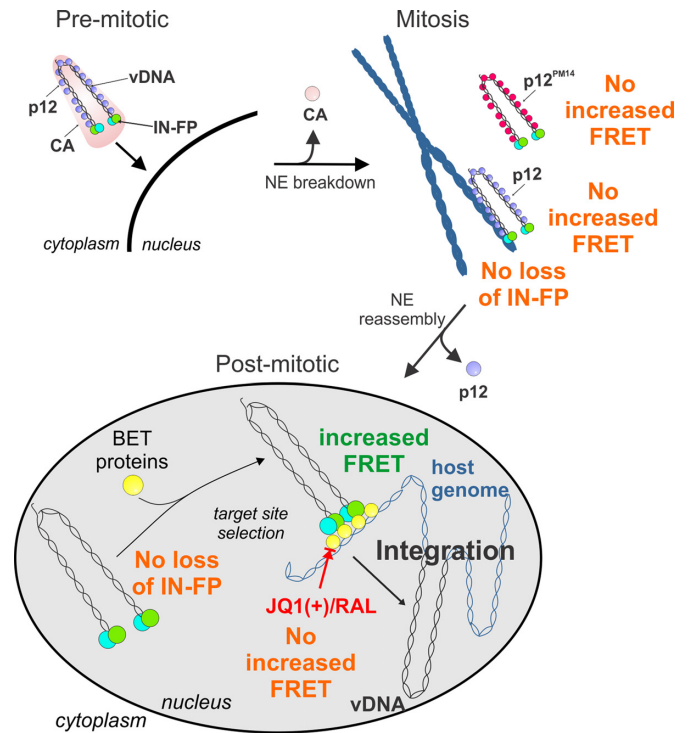 Pre-mitotic
vDNA
p12
IN-FP
CA
cytoplasm
nucleus
CA
NE breakdown
Mitosis
p12PM14
No
increased
FRET
p12
No
increased
FRET
No loss
of IN-FP
NE
reassembly
p12
Post-mitotic
BET
proteins
increased
FRET
host
genome
target site
selection
No loss
of IN-FP
Integration
JQ1(+)/RAL
No
increased
FRET
vDNA
nucleus
cytoplasm